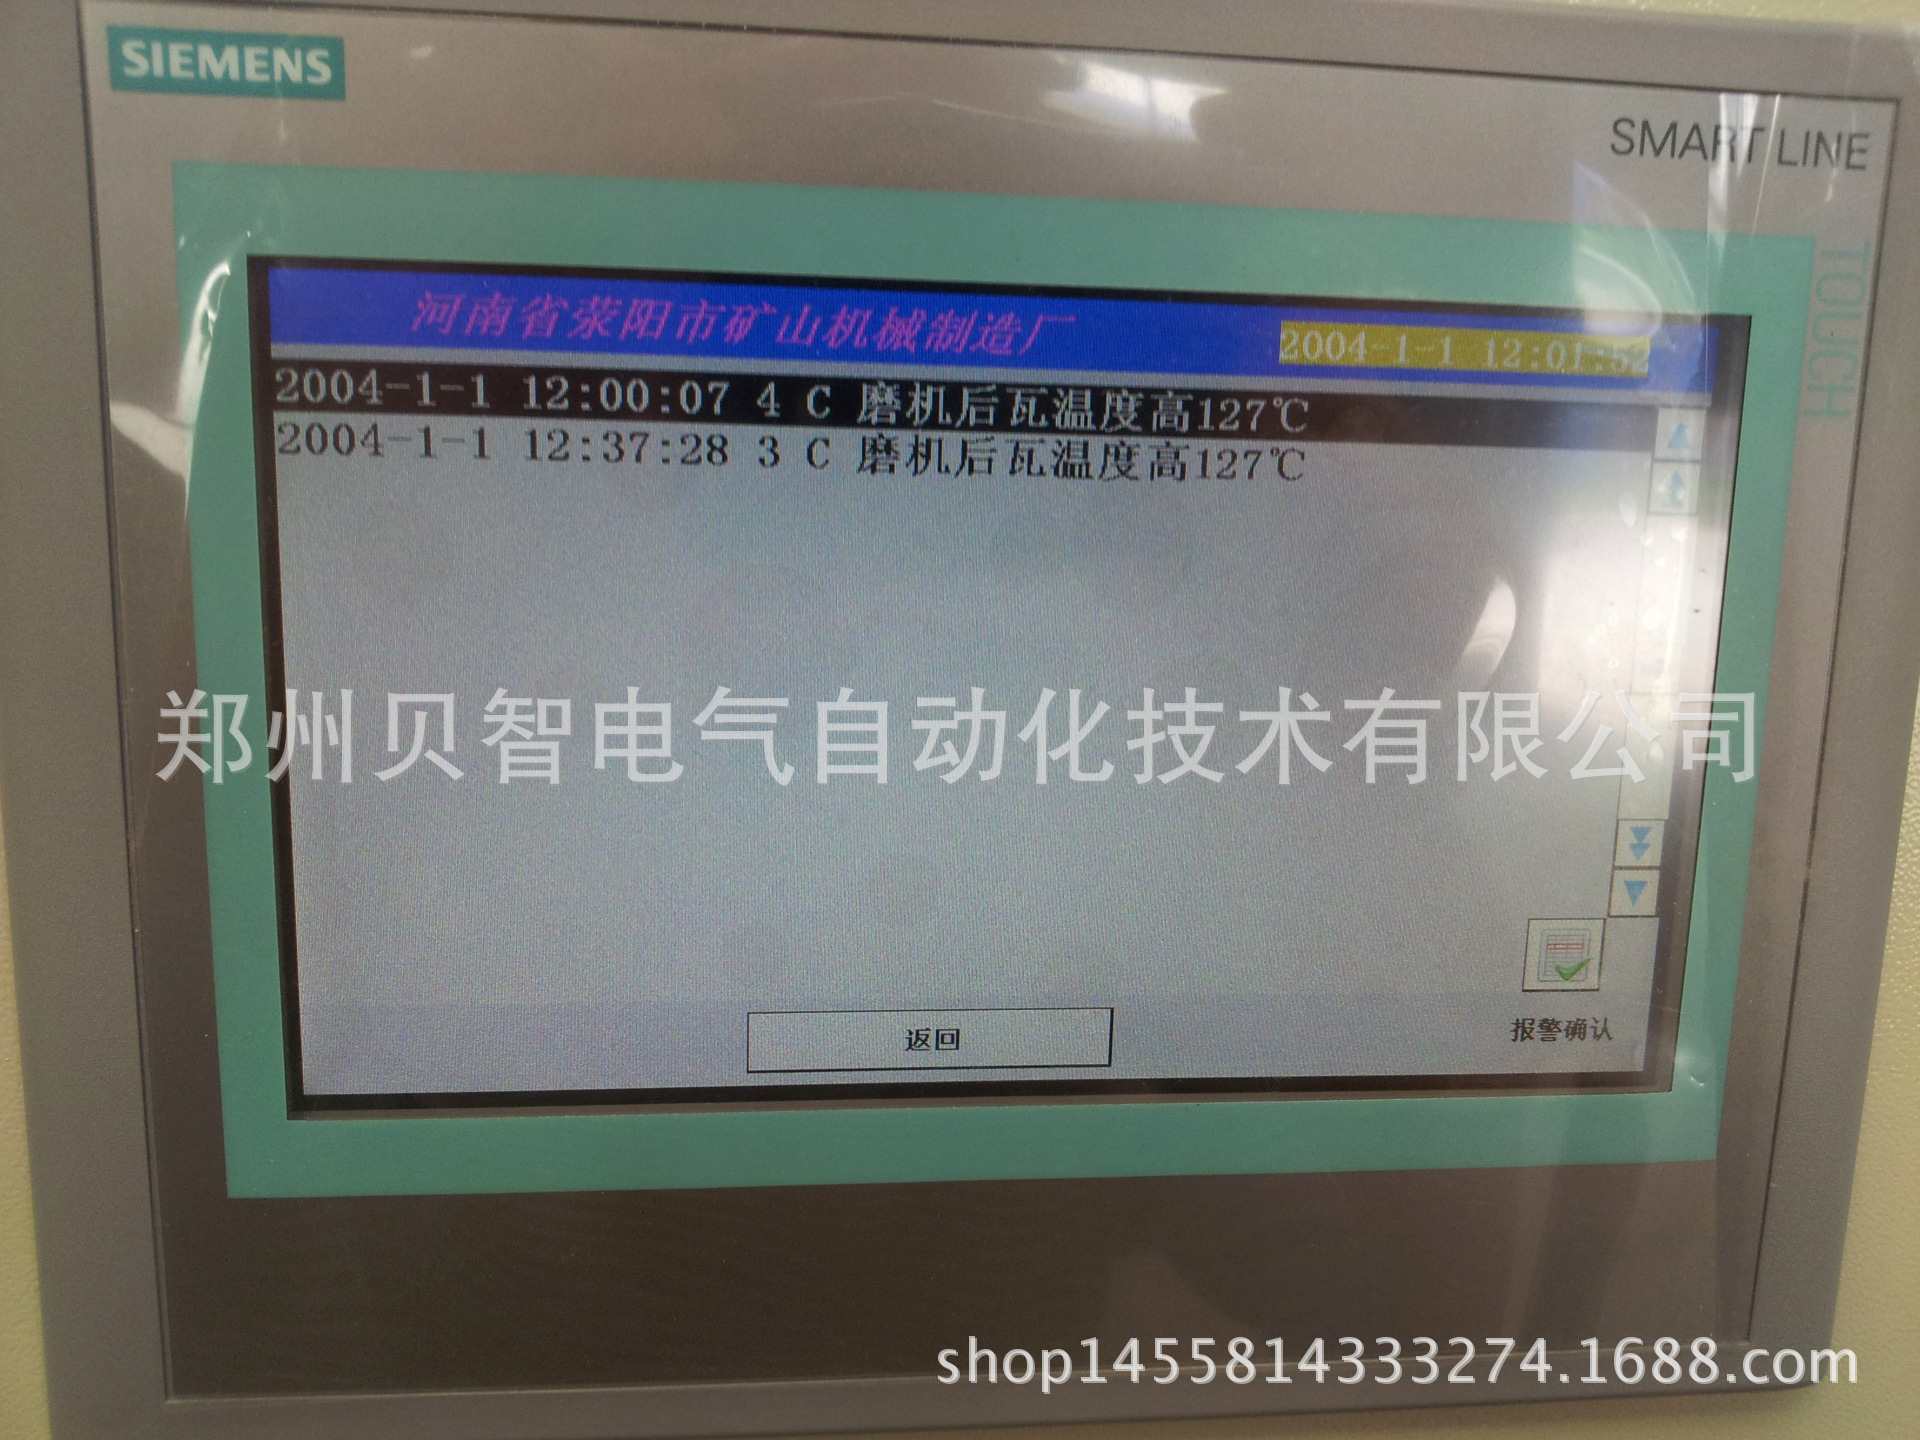 SIEMENS
SMART LINE
TOUCH
河南省荥阳市矿山机械制造厂
2004-1-1 12:01:52
2004-1-1 12:00:07 4 C 磨机后瓦温度高127℃
2004-1-1 12:37:28 3 C 磨机后瓦温度高127℃
郑州贝智电气自动化技术有限公司
返回
报警确认
shop1455814333274.1688.com